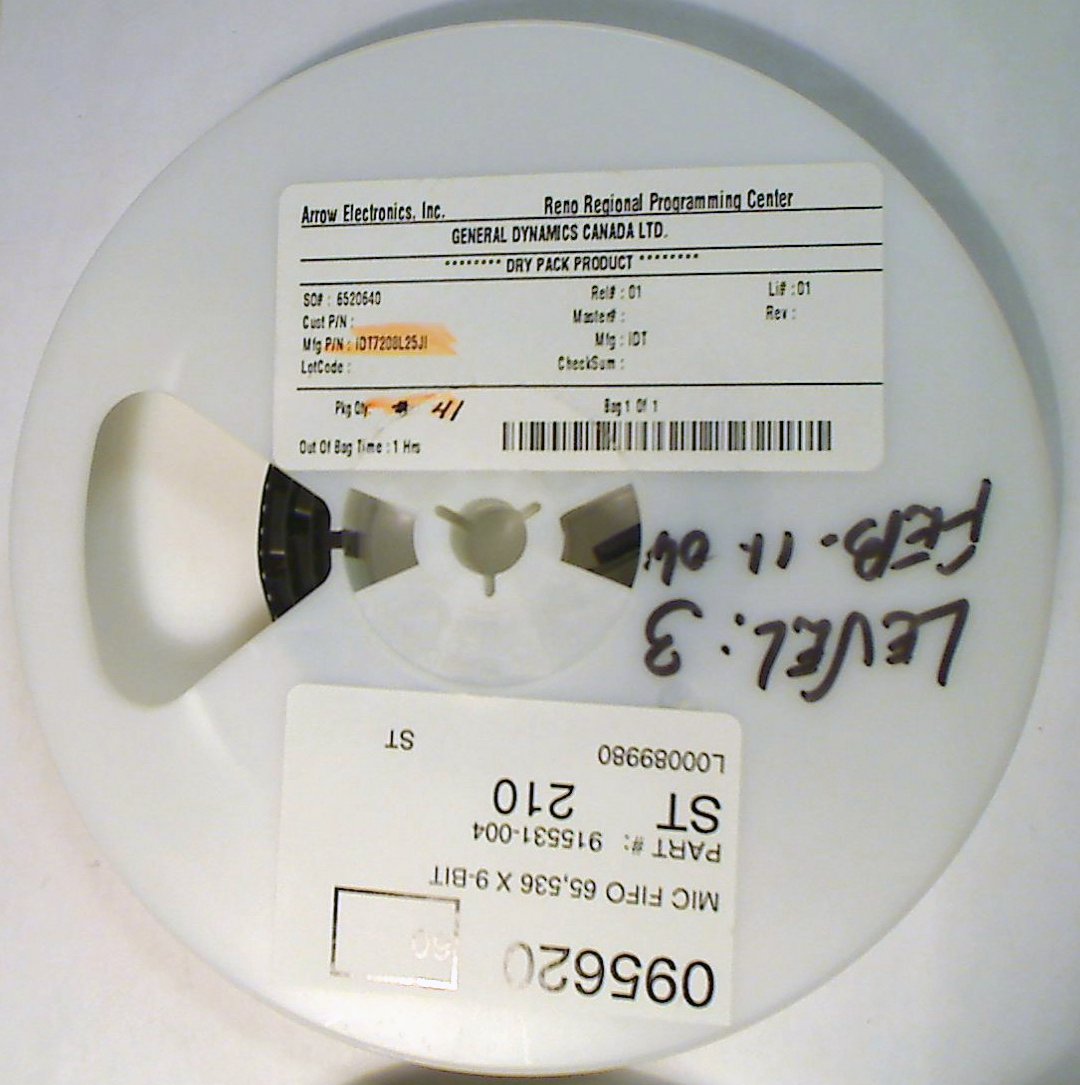 Arrow Electronics, Inc. Reno Regional Programming Center
GENERAL DYNAMICS CANADA LTD.
******** DRY PACK PRODUCT ********
SO# : 6520640 Rel# : 01 Li# : 01
Cust P/N : Master# : Rev :
Mfg P/N : IDT7208L25JI Mfg : IDT
LotCode : CheckSum :
Pkg Qty: 14 Bag 1 Of 1
Out Of Bag Time : 1 Hrs
LEVEL: 3
FEB. 11. 04
095620
MIC FIFO 65,536 X 9-BIT
PART #: 915531-004
ST 210
L00089980 ST